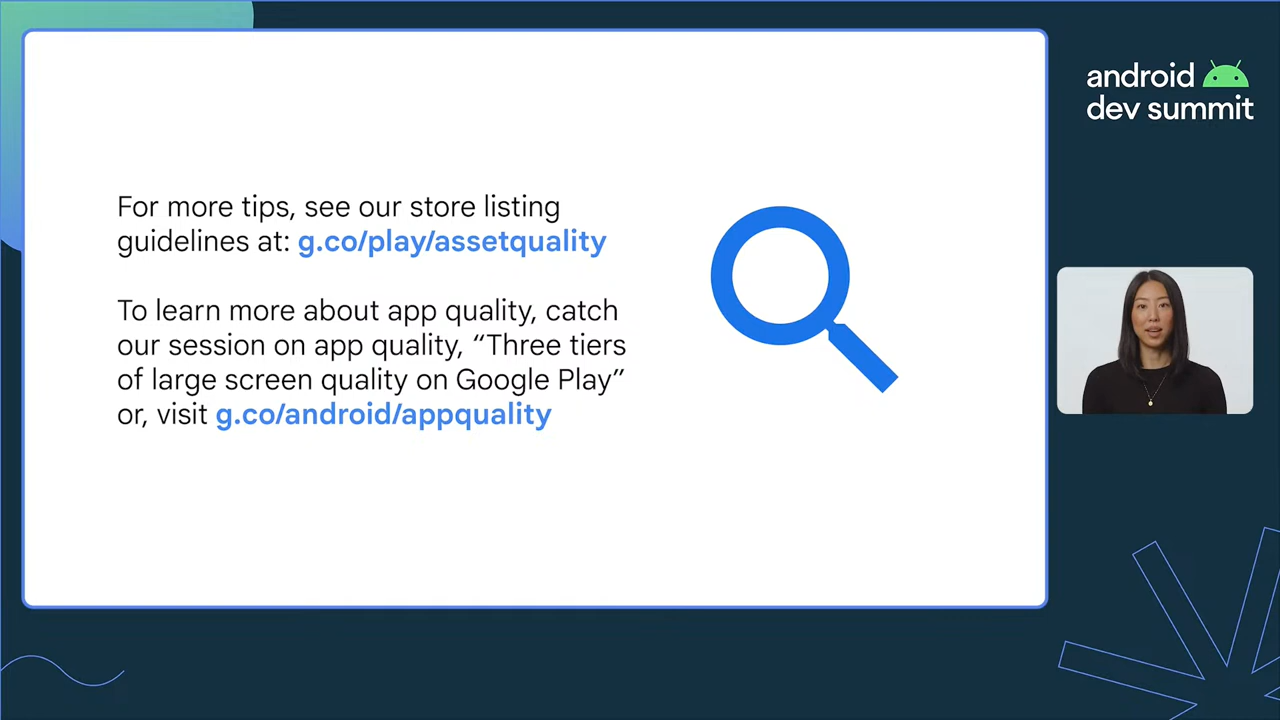 For more tips, see our store listing
guidelines at: g.co/play/assetquality
To learn more about app quality, catch
our session on app quality, “Three tiers
of large screen quality on Google Play”
or, visit g.co/android/appquality
android
dev summit